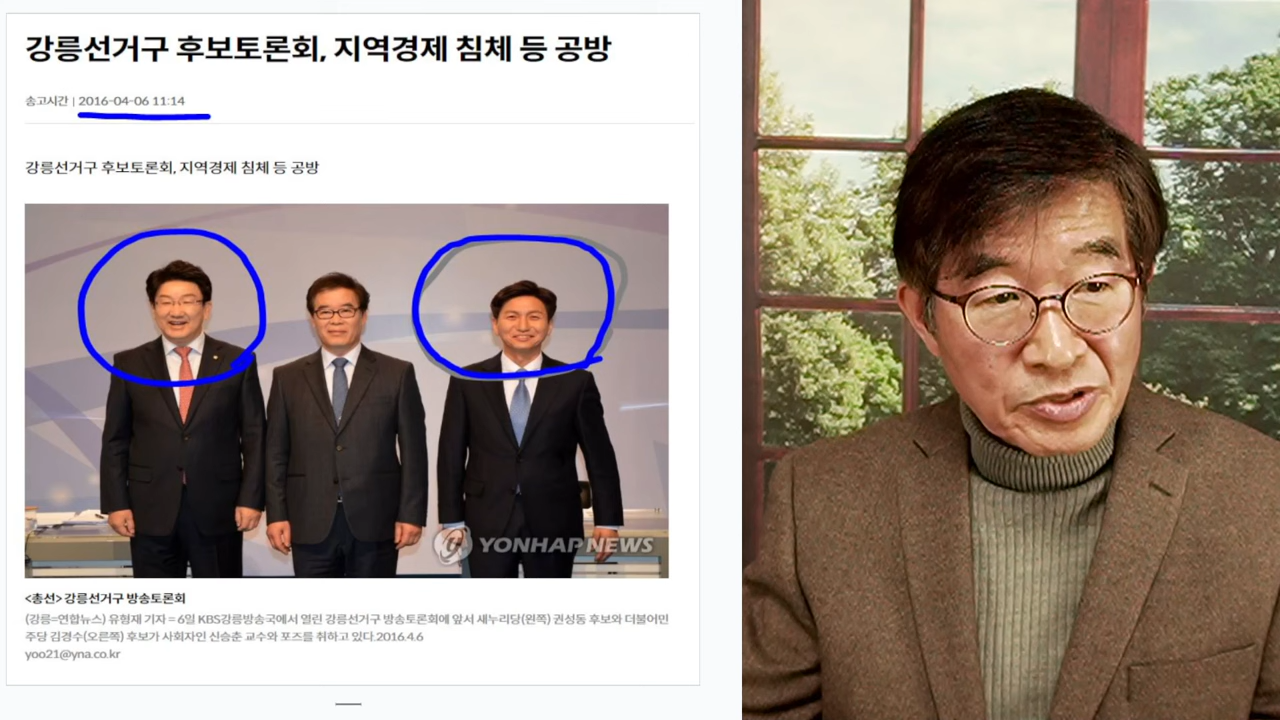 강릉선거구 후보토론회, 지역경제 침체 등 공방
송고시간 | 2016-04-06 11:14
강릉선거구 후보토론회, 지역경제 침체 등 공방
YONHAPNEWS
<총선> 강릉선거구 방송토론회
(강릉=연합뉴스) 유형재 기자 = 6일 KBS강릉방송국에서 열린 강릉선거구 방송토론회에 앞서 새누리당(왼쪽) 권성동 후보와 더불어민
주당 김경수(오른쪽) 후보가 사회자인 신승춘 교수와 포즈를 취하고 있다.2016.4.6
yoo21@yna.co.kr